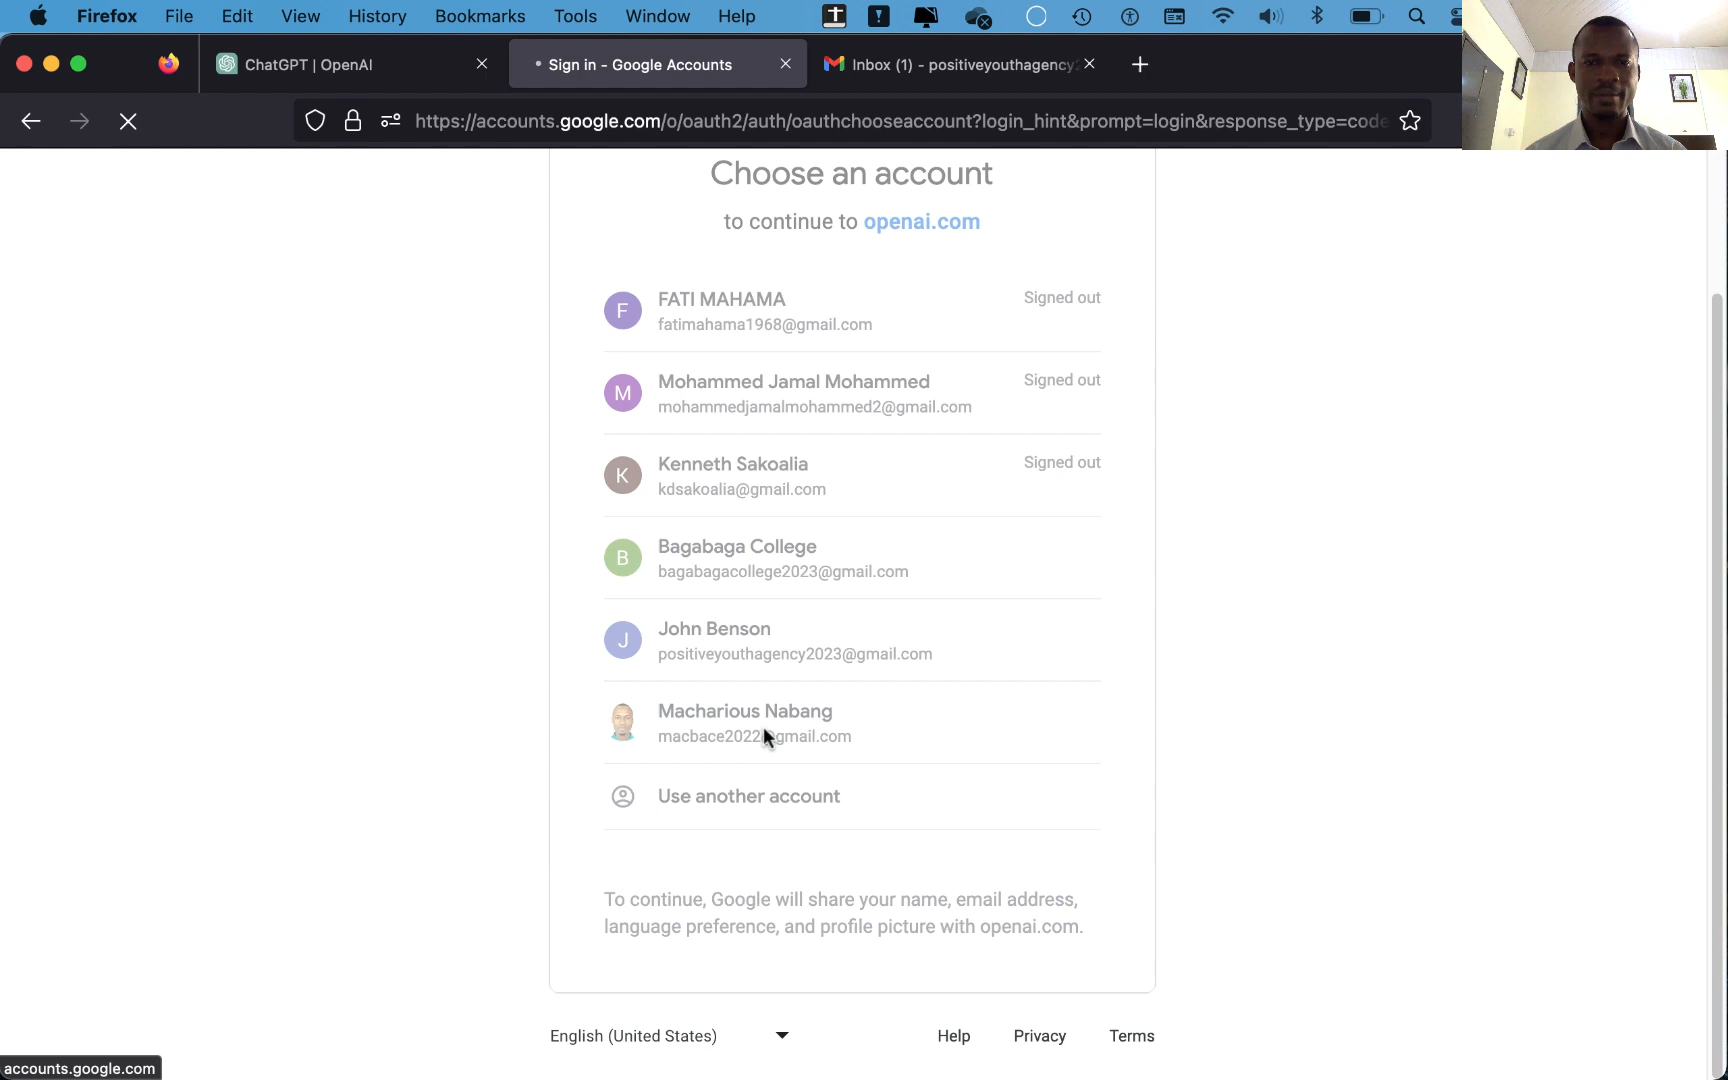 Firefox File Edit View History Bookmarks Tools Window Help
ChatGPT | OpenAI
Sign in - Google Accounts
Inbox (1) - positiveyouthagency
https://accounts.google.com/o/oauth2/auth/oauthchooseaccount?login_hint&prompt=login&response_type=code
Choose an account
to continue to openai.com
F FATI MAHAMA Signed out
fatimahama1968@gmail.com
M Mohammed Jamal Mohammed Signed out
mohammedjamalmohammed2@gmail.com
K Kenneth Sakoalia Signed out
kdsakoalia@gmail.com
B Bagabaga College
bagabagacollege2023@gmail.com
J John Benson
positiveyouthagency2023@gmail.com
Macharious Nabang
macbace2022 gmail.com
Use another account
To continue, Google will share your name, email address,
language preference, and profile picture with openai.com.
English (United States) Help Privacy Terms
accounts.google.com